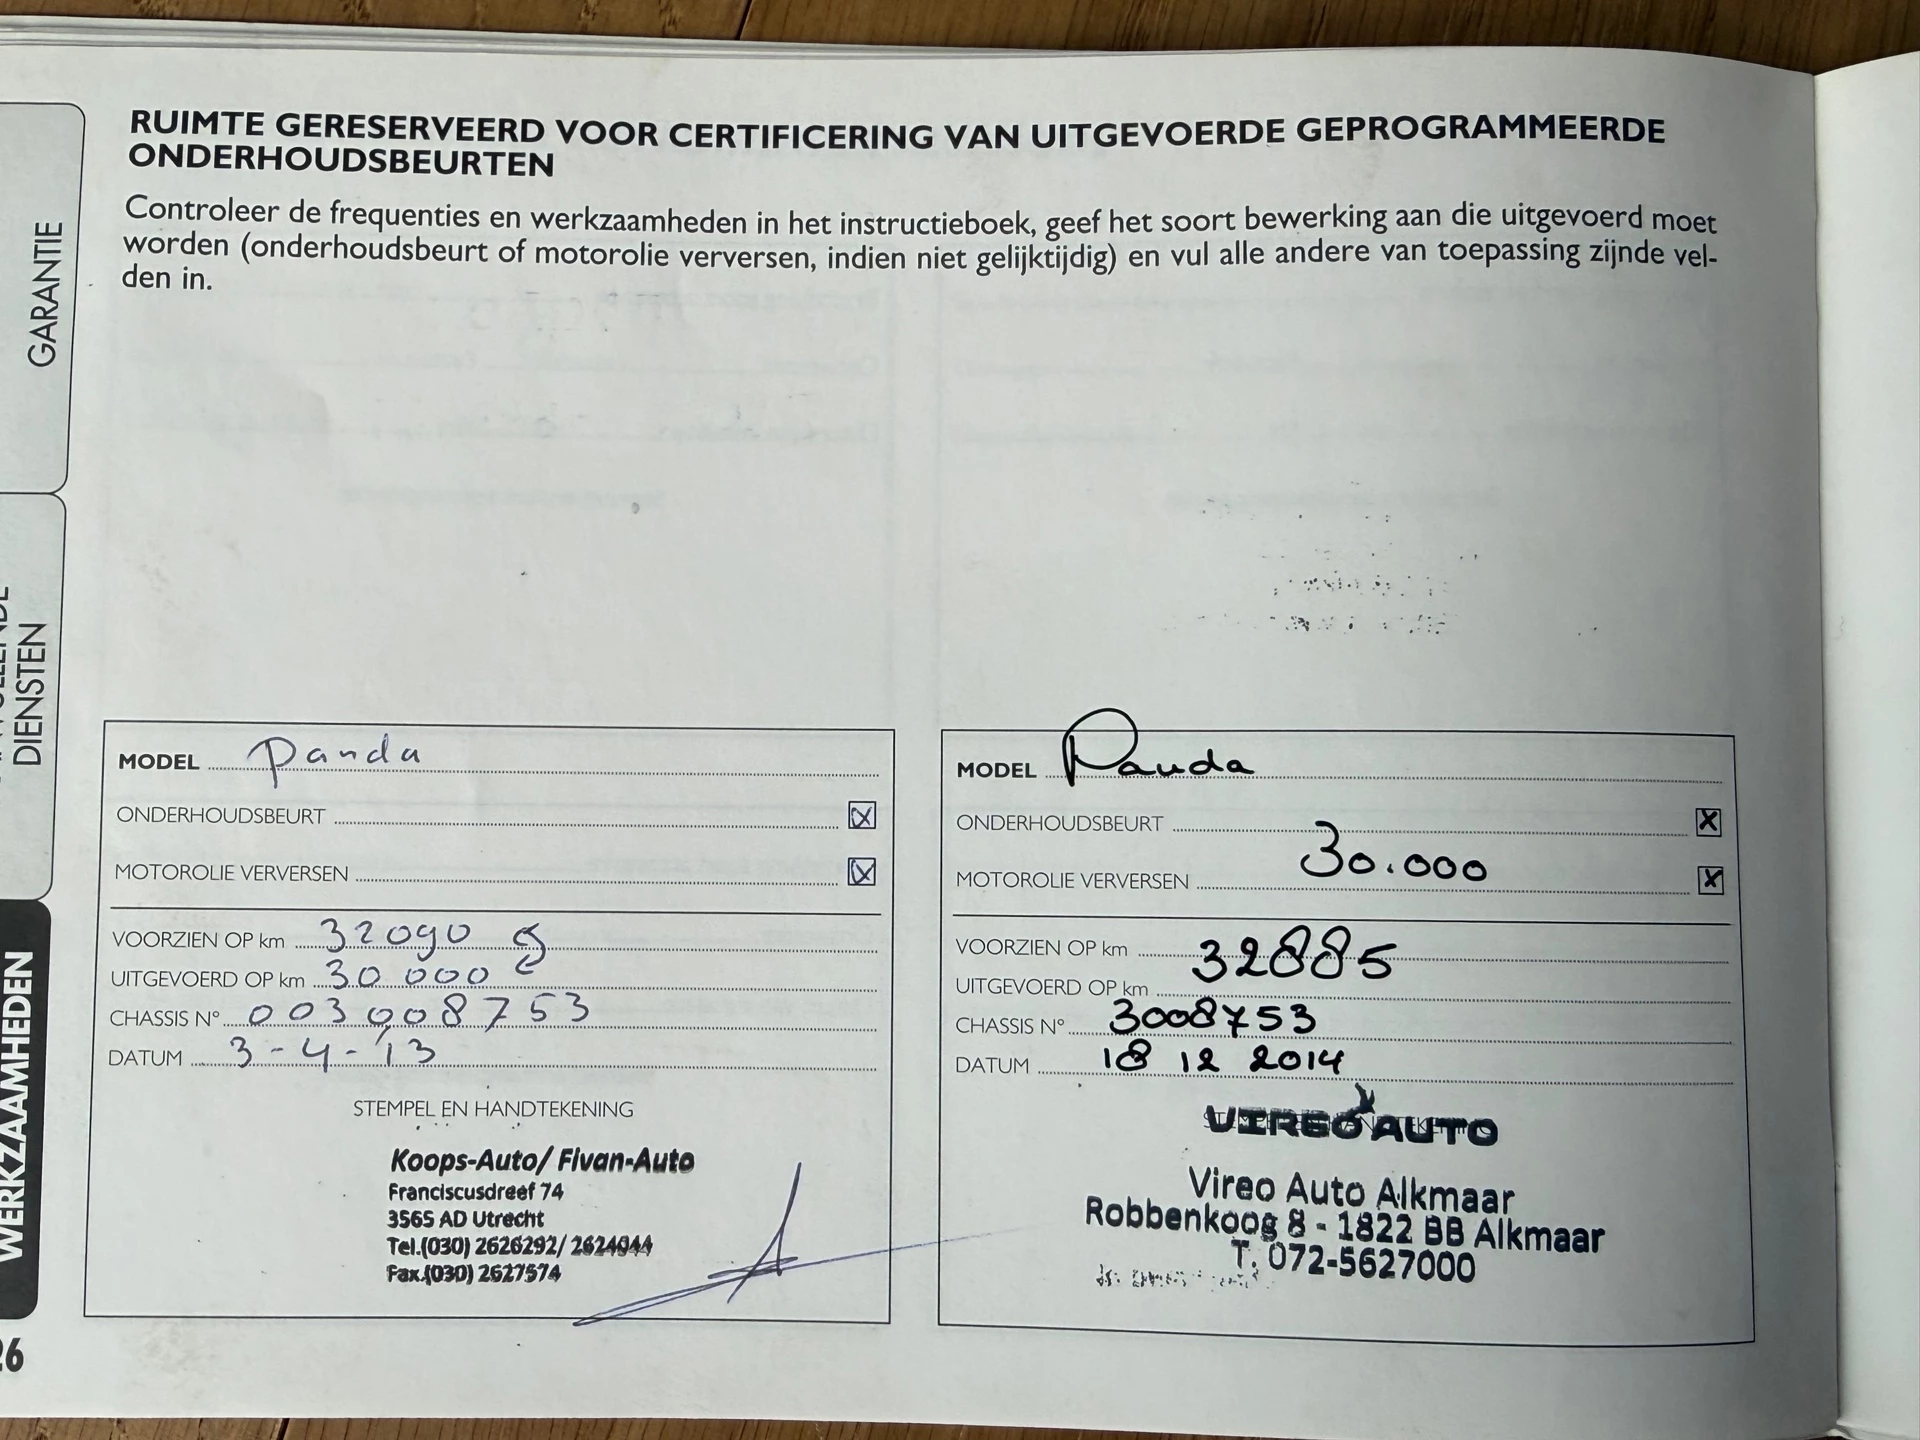 RUIMTE GERESERVEERD VOOR CERTIFICERING VAN UITGEVOERDE GEPROGRAMMEERDE
ONDERHOUDSBEURTEN
Controleer de frequenties en werkzaamheden in het instructieboek, geef het soort bewerking aan die uitgevoerd moet
worden (onderhoudsbeurt of motorolie verversen, indien niet gelijktijdig) en vul alle andere van toepassing zijnde vel-
den in.
GARANTIE
DIENSTEN
WERKZAAMHEDEN
26
MODEL Panda
ONDERHOUDSBEURT X
MOTOROLIE VERVERSEN X
VOORZIEN OP km 32090
UITGEVOERD OP km 30.000
CHASSIS N° 003008753
DATUM 3-4-'13
STEMPEL EN HANDTEKENING
Koops-Auto/ Fivan-Auto
Franciscusdreef 74
3565 AD Utrecht
Tel.(030) 2626292/ 2624044
Fax.(030) 2627574
MODEL Panda
ONDERHOUDSBEURT X
30.000
MOTOROLIE VERVERSEN X
VOORZIEN OP km 32885
UITGEVOERD OP km
CHASSIS N° 3008753
DATUM 18 12 2014
VIREO AUTO
Vireo Auto Alkmaar
Robbenkoog 8 - 1822 BB Alkmaar
T. 072-5627000